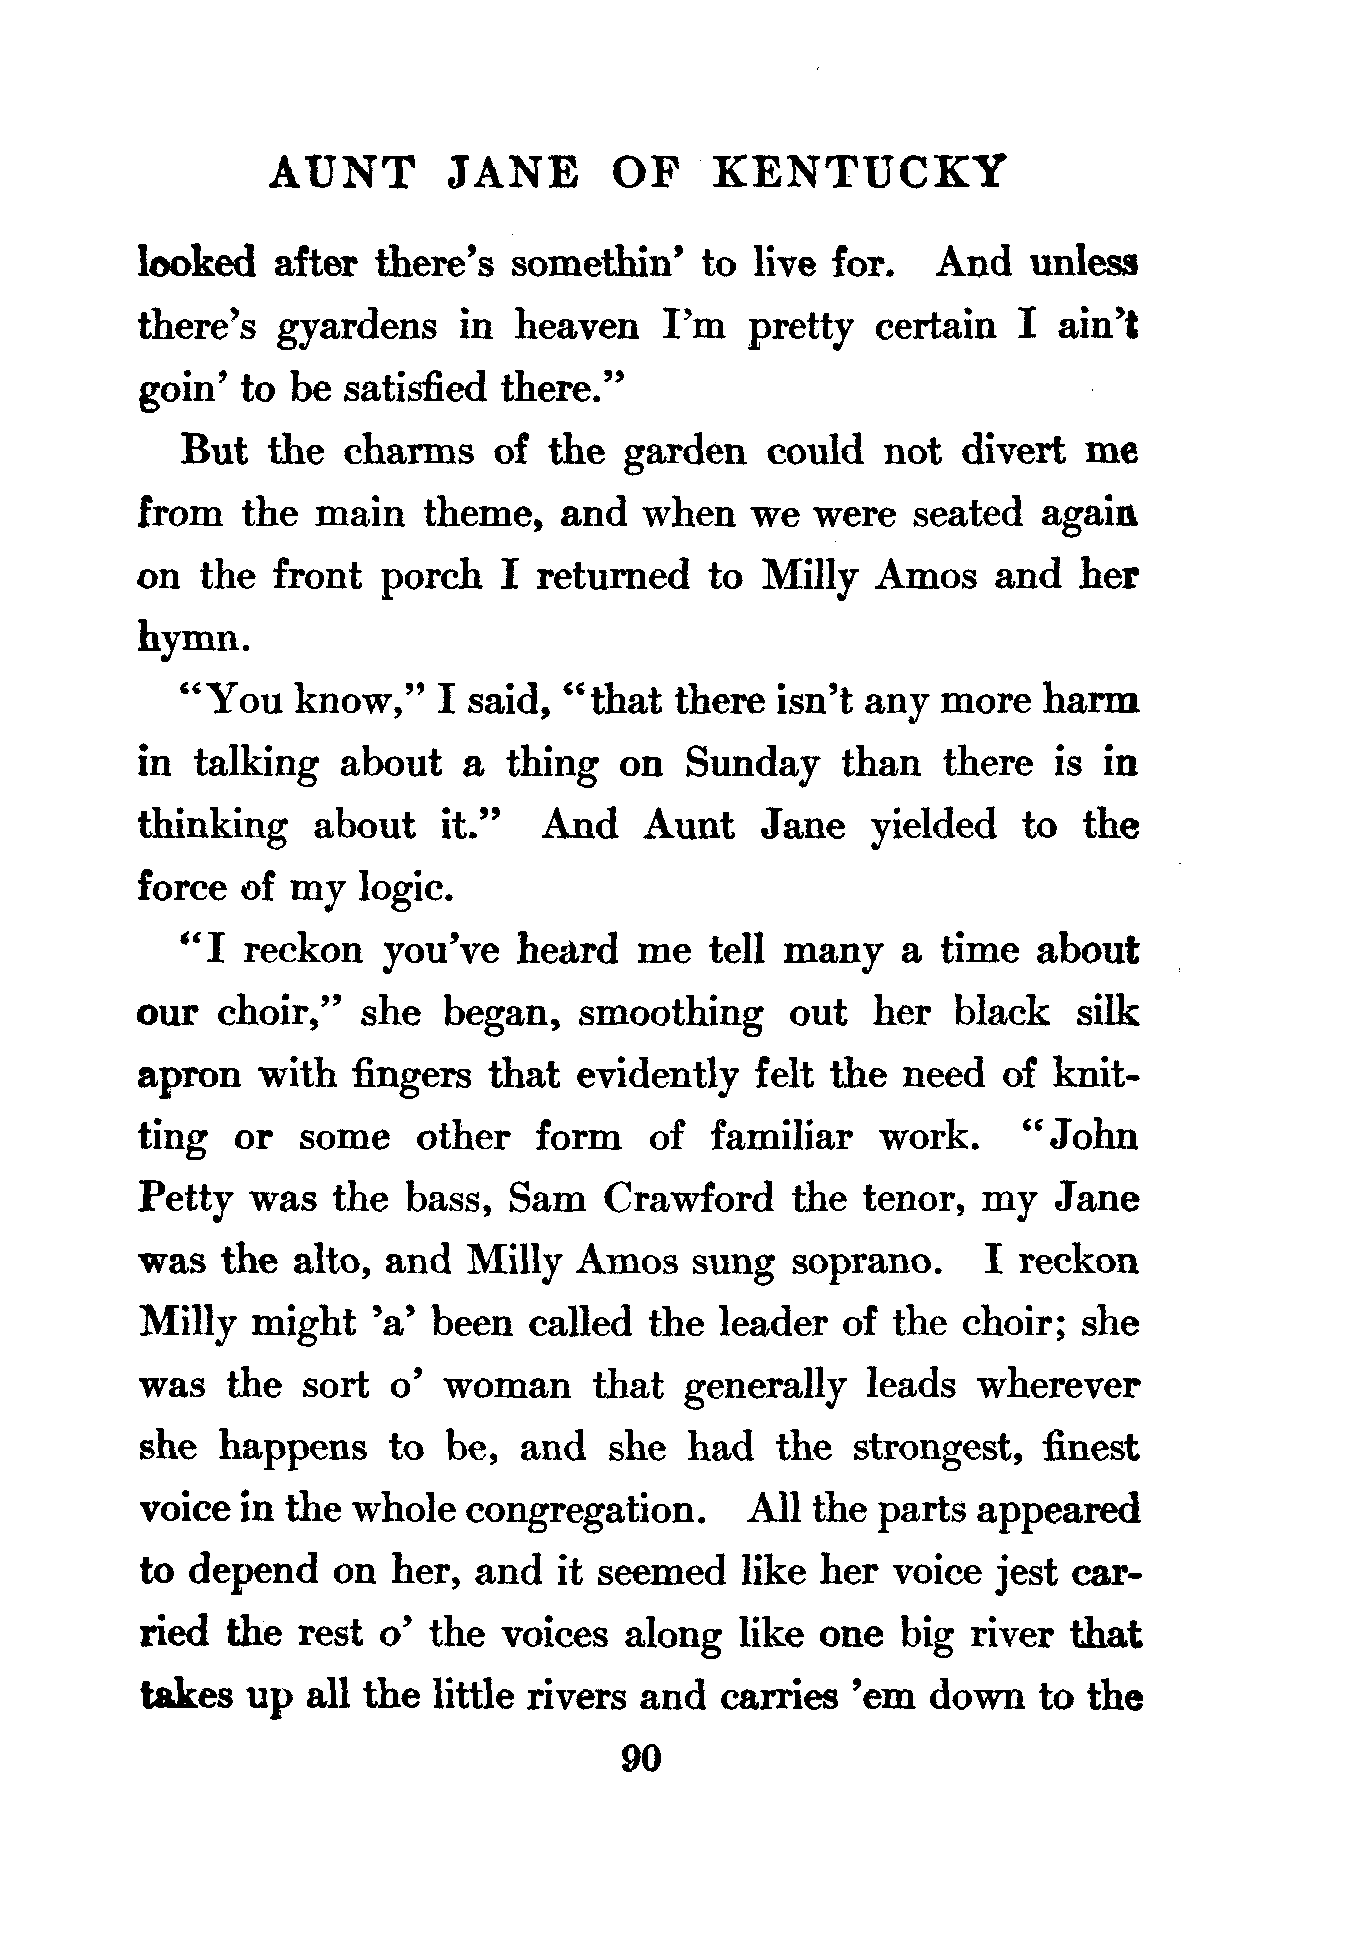 AUNT JANE OF KENTUCKY
looked after there's somethin' to live for. And unless
there's gyardens in heaven I'm pretty certain I ain't
goin' to be satisfied there."
But the charms of the garden could not divert me
from the main theme, and when we were seated again
on the front porch I returned to Milly Amos and her
hymn.
"You know," I said, "that there isn't any more harm
in talking about a thing on Sunday than there is in
thinking about it." And Aunt Jane yielded to the
force of my logic.
"I reckon you've heard me tell many a time about
our choir," she began, smoothing out her black silk
apron with fingers that evidently felt the need of knit-
ting or some other form of familiar work. "John
Petty was the bass, Sam Crawford the tenor, my Jane
was the alto, and Milly Amos sung soprano. I reckon
Milly might 'a' been called the leader of the choir; she
was the sort o' woman that generally leads wherever
she happens to be, and she had the strongest, finest
voice in the whole congregation. All the parts appeared
to depend on her, and it seemed like her voice jest car-
ried the rest o' the voices along like one big river that
takes up all the little rivers and carries 'em down to the
90